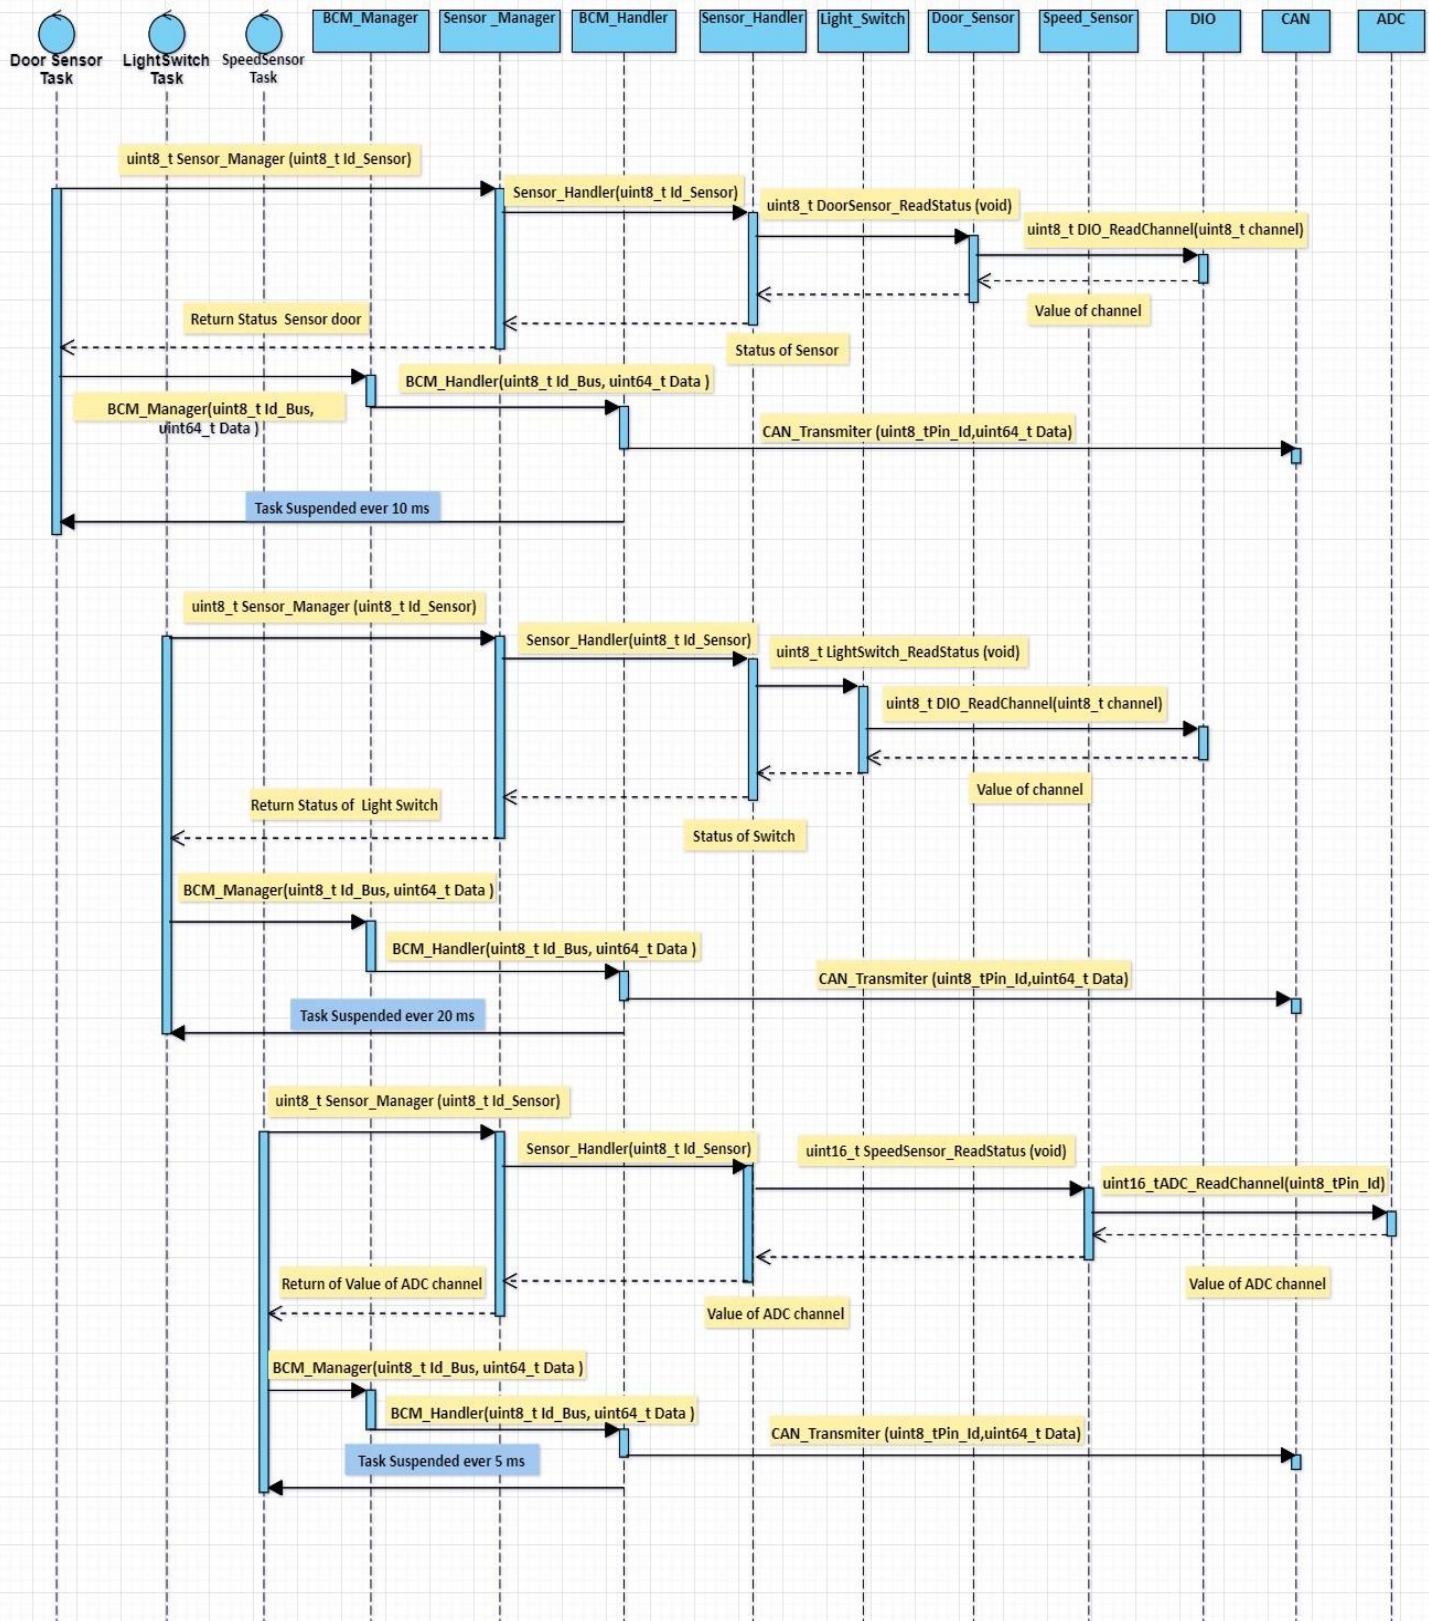 Door Sensor
Task
LightSwitch
Task
SpeedSensor
Task
BCM_Manager
Sensor _Manager
BCM_Handler
Sensor_Handler
Light_Switch
Door_Sensor
Speed_Sensor
DIO
CAN
ADC
uint8_t Sensor_Manager (uint8_t Id_Sensor)
Sensor_Handler(uint8_t Id_Sensor)
uint8_t DoorSensor_ReadStatus (void)
uint8_t DIO_ReadChannel(uint8_t channel)
Value of channel
Return Status  Sensor door
Status of Sensor
BCM_Handler(uint8_t Id_Bus, uint64_t Data )
BCM_Manager(uint8_t Id_Bus,
uint64_t Data )
CAN_Transmiter (uint8_tPin_Id,uint64_t Data)
Task Suspended ever 10 ms
uint8_t Sensor_Manager (uint8_t Id_Sensor)
Sensor_Handler(uint8_t Id_Sensor)
uint8_t LightSwitch_ReadStatus (void)
uint8_t DIO_ReadChannel(uint8_t channel)
Value of channel
Return Status of  Light Switch
Status of Switch
BCM_Manager(uint8_t Id_Bus, uint64_t Data )
BCM_Handler(uint8_t Id_Bus, uint64_t Data )
CAN_Transmiter (uint8_tPin_Id,uint64_t Data)
Task Suspended ever 20 ms
uint8_t Sensor_Manager (uint8_t Id_Sensor)
Sensor_Handler(uint8_t Id_Sensor)
uint16_t SpeedSensor_ReadStatus (void)
uint16_tADC_ReadChannel(uint8_tPin_Id)
Return of Value of ADC channel
Value of ADC channel
Value of ADC channel
BCM_Manager(uint8_t Id_Bus, uint64_t Data )
BCM_Handler(uint8_t Id_Bus, uint64_t Data )
CAN_Transmiter (uint8_tPin_Id,uint64_t Data)
Task Suspended ever 5 ms